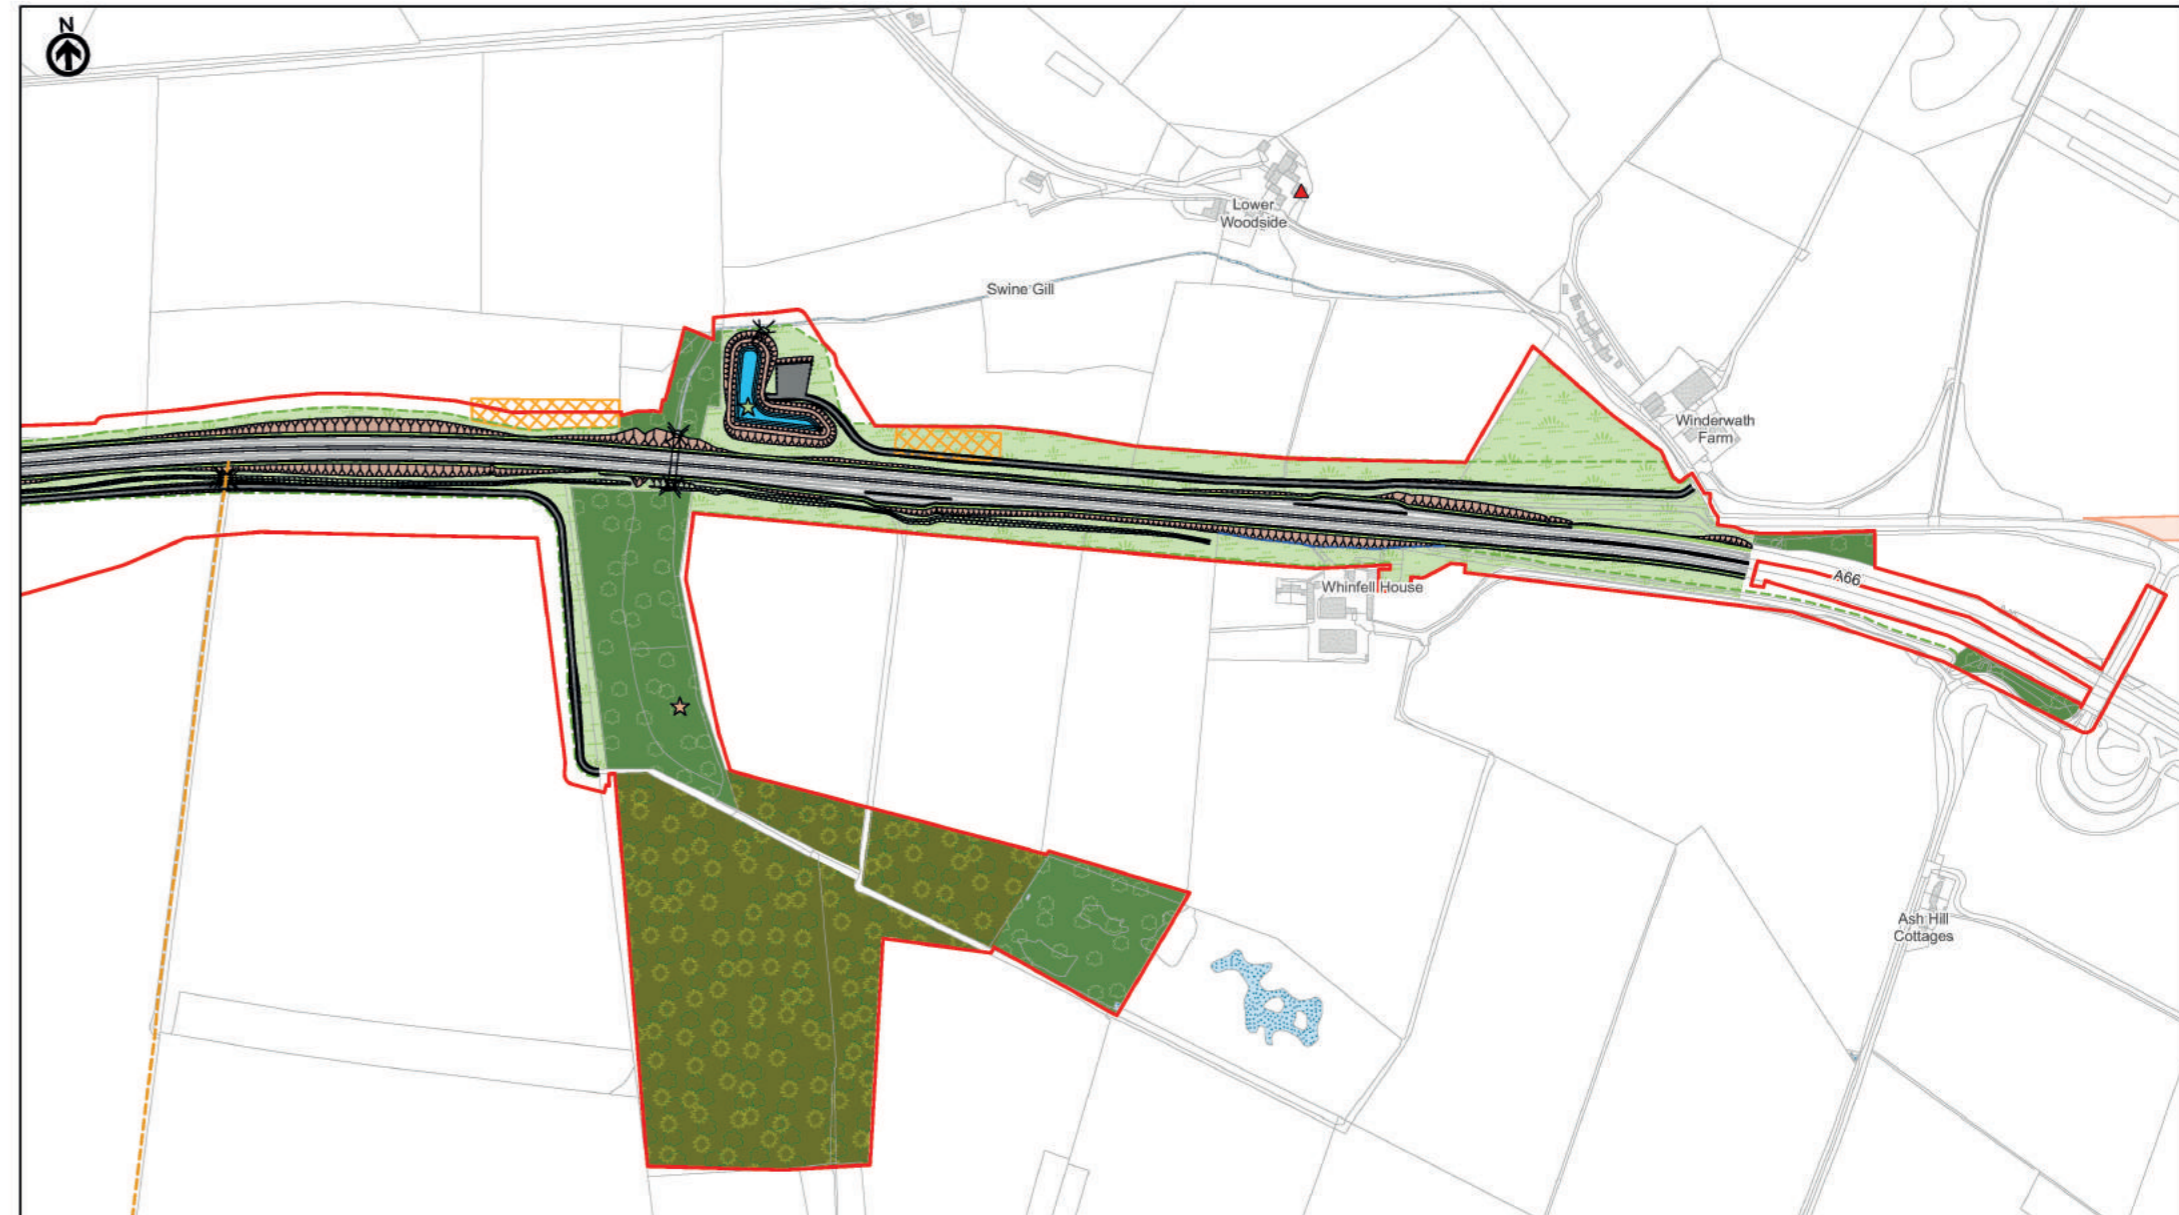 N
Lower
Woodside
Swine Gill
Winderwath
Farm
A66
Whinfell House
Ash Hill
Cottages